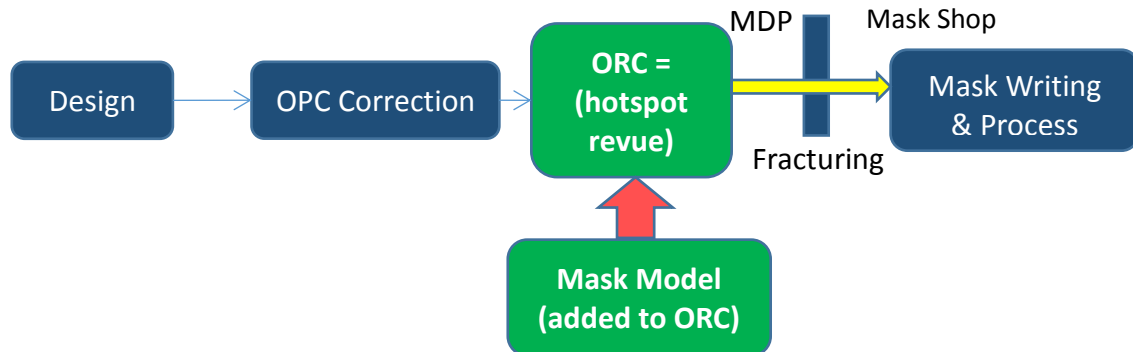 Design
OPC Correction
ORC =
(hotspot
revue)
MDP
Fracturing
Mask Shop
Mask Writing
& Process
Mask Model
(added to ORC)